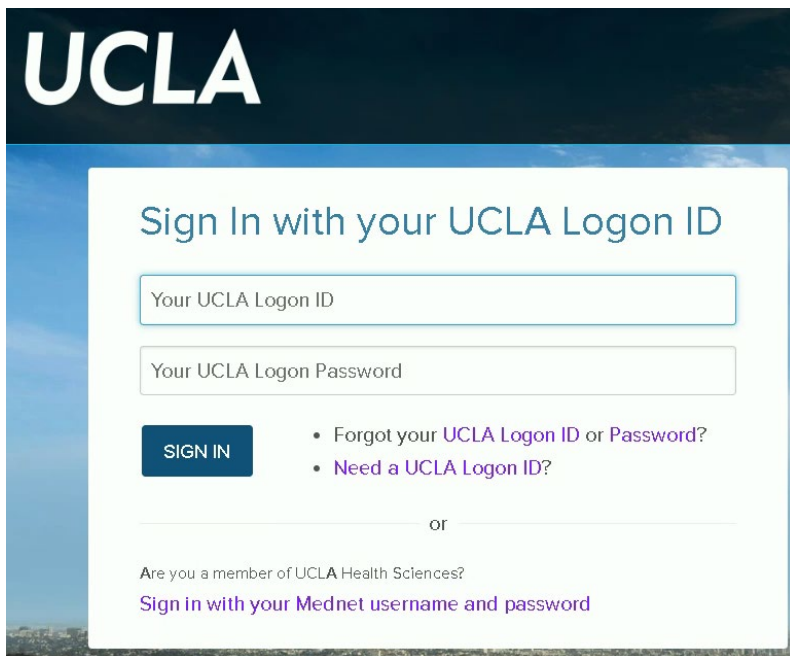 UCLA
Sign In with your UCLA Logon ID
Your UCLA Logon ID
Your UCLA Logon Password
SIGN IN
• Forgot your UCLA Logon ID or Password?
• Need a UCLA Logon ID?
or
Are you a member of UCLA Health Sciences?
Sign in with your Mednet username and password